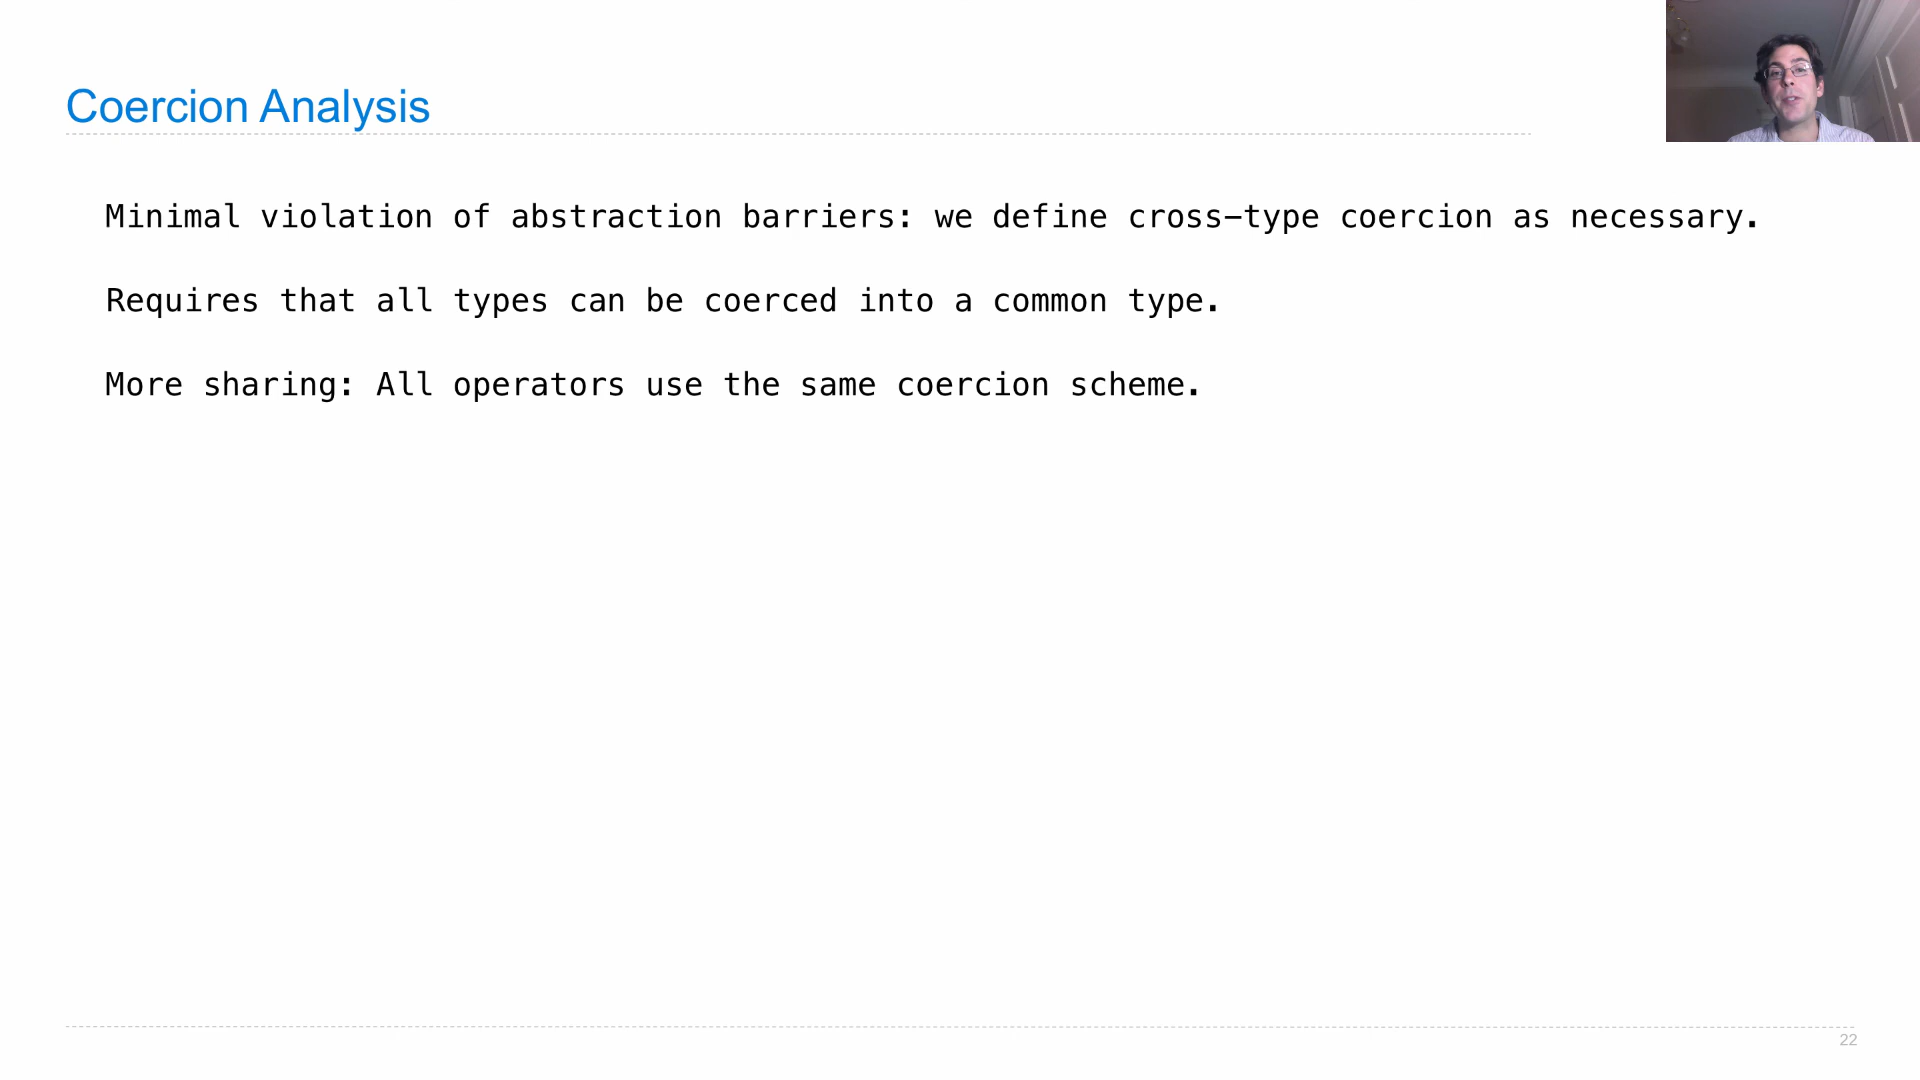 Coercion Analysis
Minimal violation of abstraction barriers: we define cross-type coercion as necessary.
Requires that all types can be coerced into a common type.
More sharing: All operators use the same coercion scheme.
22